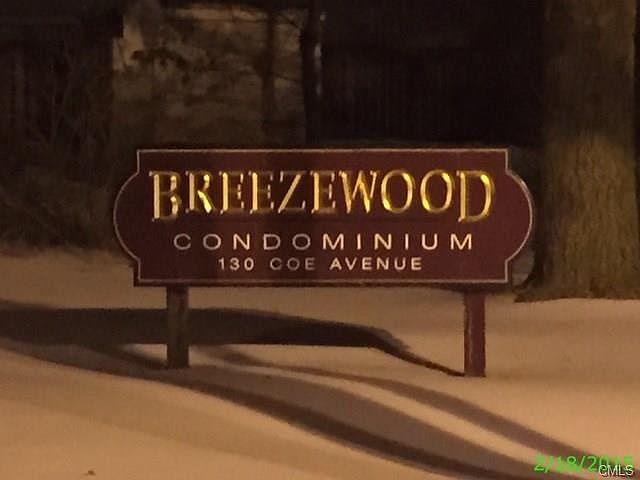 BREEZEWOOD
CONDOMINIUM
130 COE AVENUE
2/18/2015
CMLS